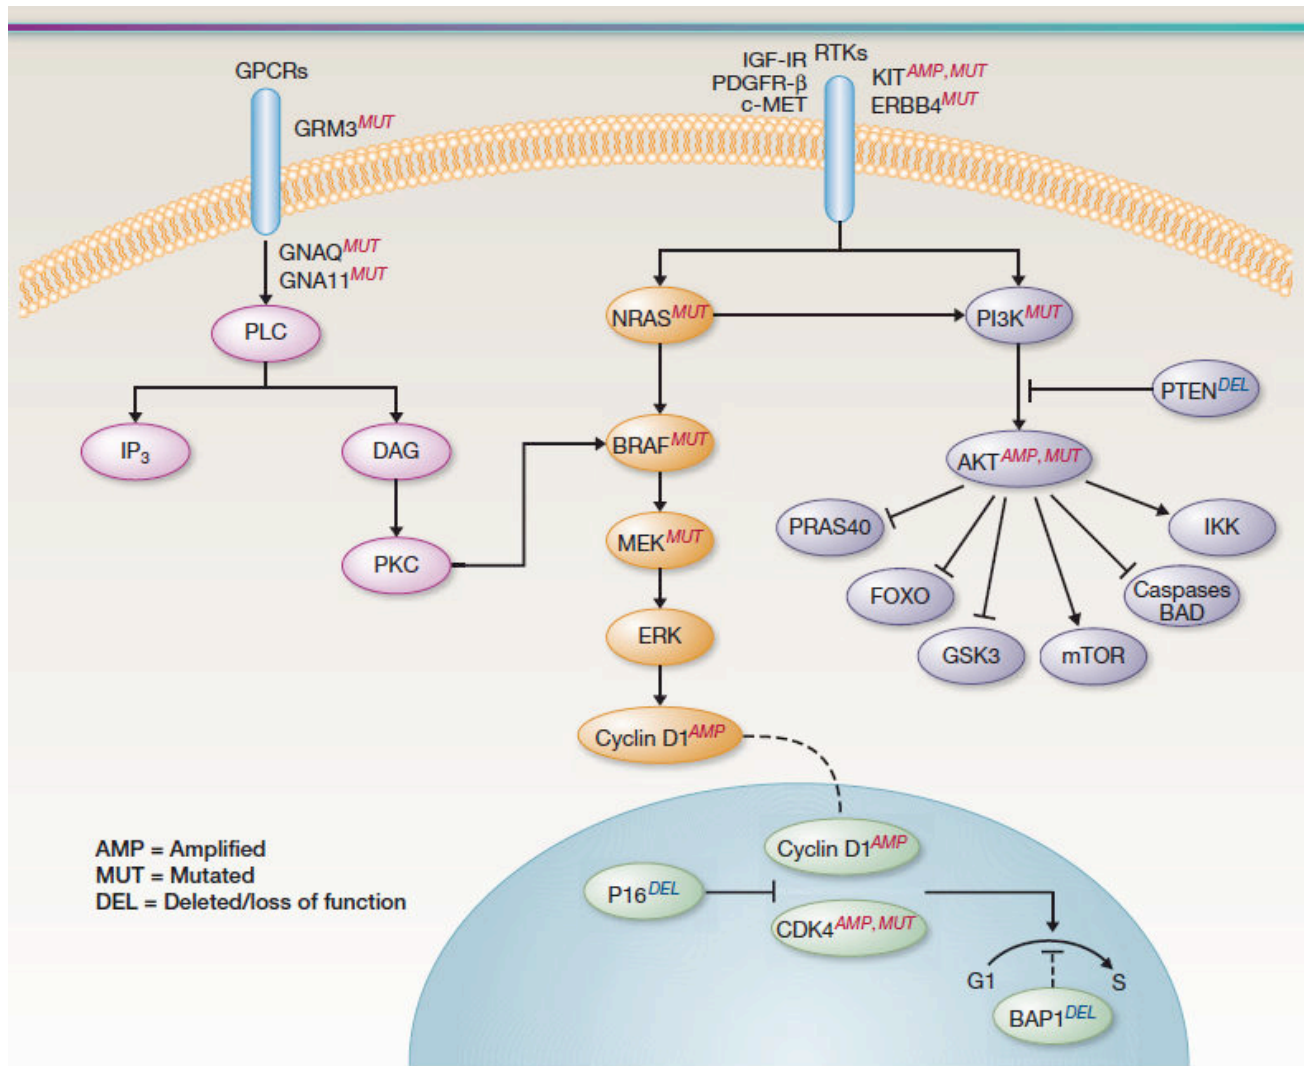 GPCRs
GRM3MUT
GNAQMUT
GNA11MUT
PLC
IP3
DAG
PKC
RTKs
IGF-IR
PDGFR-β
c-MET
KITAMP, MUT
ERBB4MUT
NRASMUT
PI3KMUT
PTENDEL
BRAFMUT
AKTAMP, MUT
MEKMUT
PRAS40
IKK
FOXO
Caspases
BAD
GSK3
mTOR
ERK
Cyclin D1AMP
Cyclin D1AMP
P16DEL
CDK4AMP, MUT
G1
S
BAP1DEL
AMP = Amplified
MUT = Mutated
DEL = Deleted/loss of function